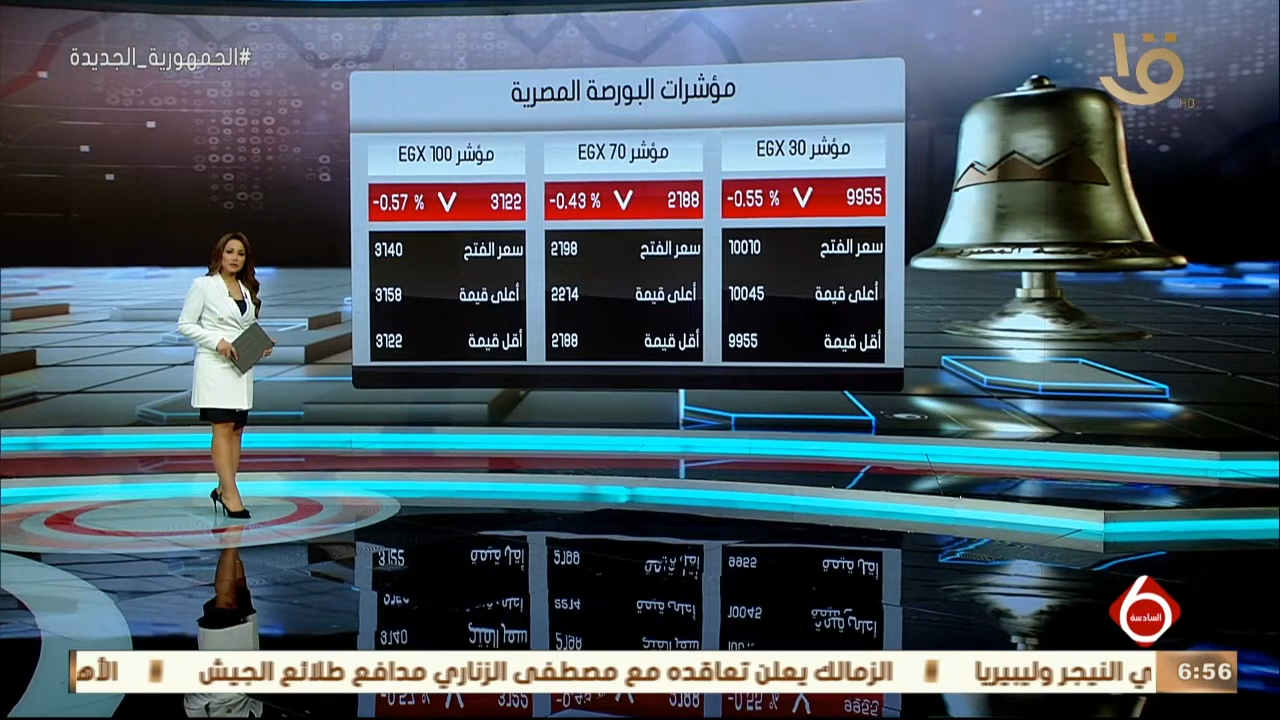 #الجمهورية_الجديدة
HD
مؤشرات البورصة المصرية
مؤشر EGX 30
9955 -0.55 %
سعر الفتح 10010
أعلى قيمة 10045
أقل قيمة 9955
مؤشر EGX 70
2188 -0.43 %
سعر الفتح 2198
أعلى قيمة 2214
أقل قيمة 2188
مؤشر EGX 100
3122 -0.57 %
سعر الفتح 3140
أعلى قيمة 3158
أقل قيمة 3122
6
السادسة
6:56
ي النيجر وليبيريا ▪ الزمالك يعلن تعاقده مع مصطفى الزناري مدافع طلائع الجيش ▪ الأه